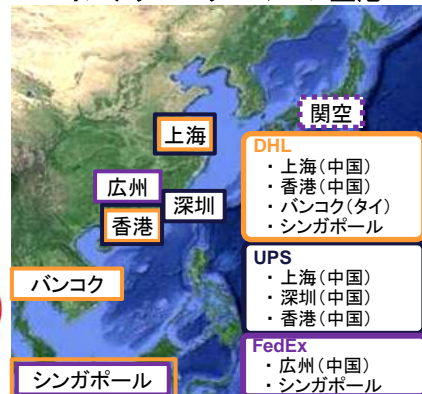 関空
上海
広州
深圳
香港
バンコク
シンガポール
DHL
・上海(中国)
・香港(中国)
・バンコク(タイ)
・シンガポール
UPS
・上海(中国)
・深圳(中国)
・香港(中国)
FedEx
・広州(中国)
・シンガポール